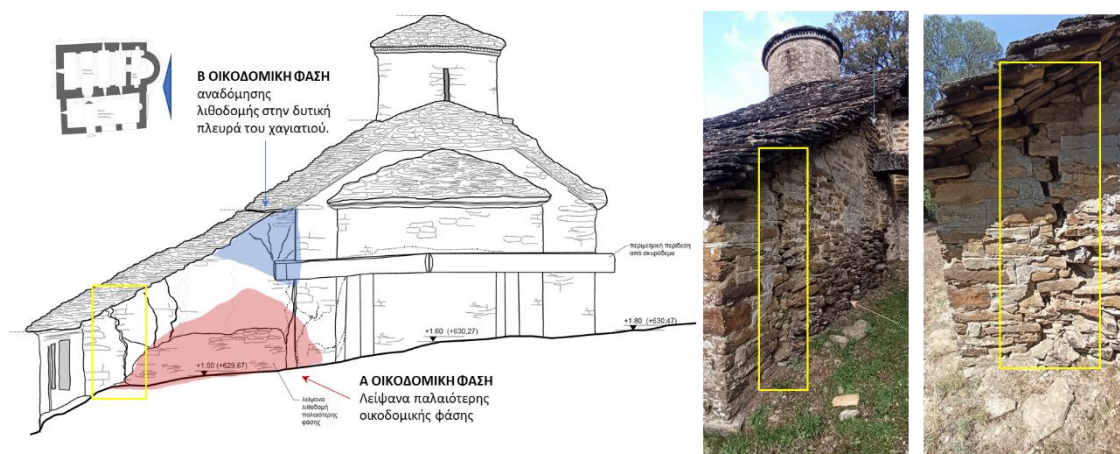 Β ΟΙΚΟΔΟΜΙΚΗ ΦΑΣΗ
αναδόμησης
λιθοδομής στην δυτική
πλευρά του χαγιατιού.
περιμετρική περίδεση
από σκυρόδεμα
+1.80 (+630,47)
+1.60 (+630,27)
+1.00 (+629,67)
λείψανα
λιθοδομή
παλαιότερης
φάσης
Α ΟΙΚΟΔΟΜΙΚΗ ΦΑΣΗ
Λείψανα παλαιότερης
οικοδομικής φάσης